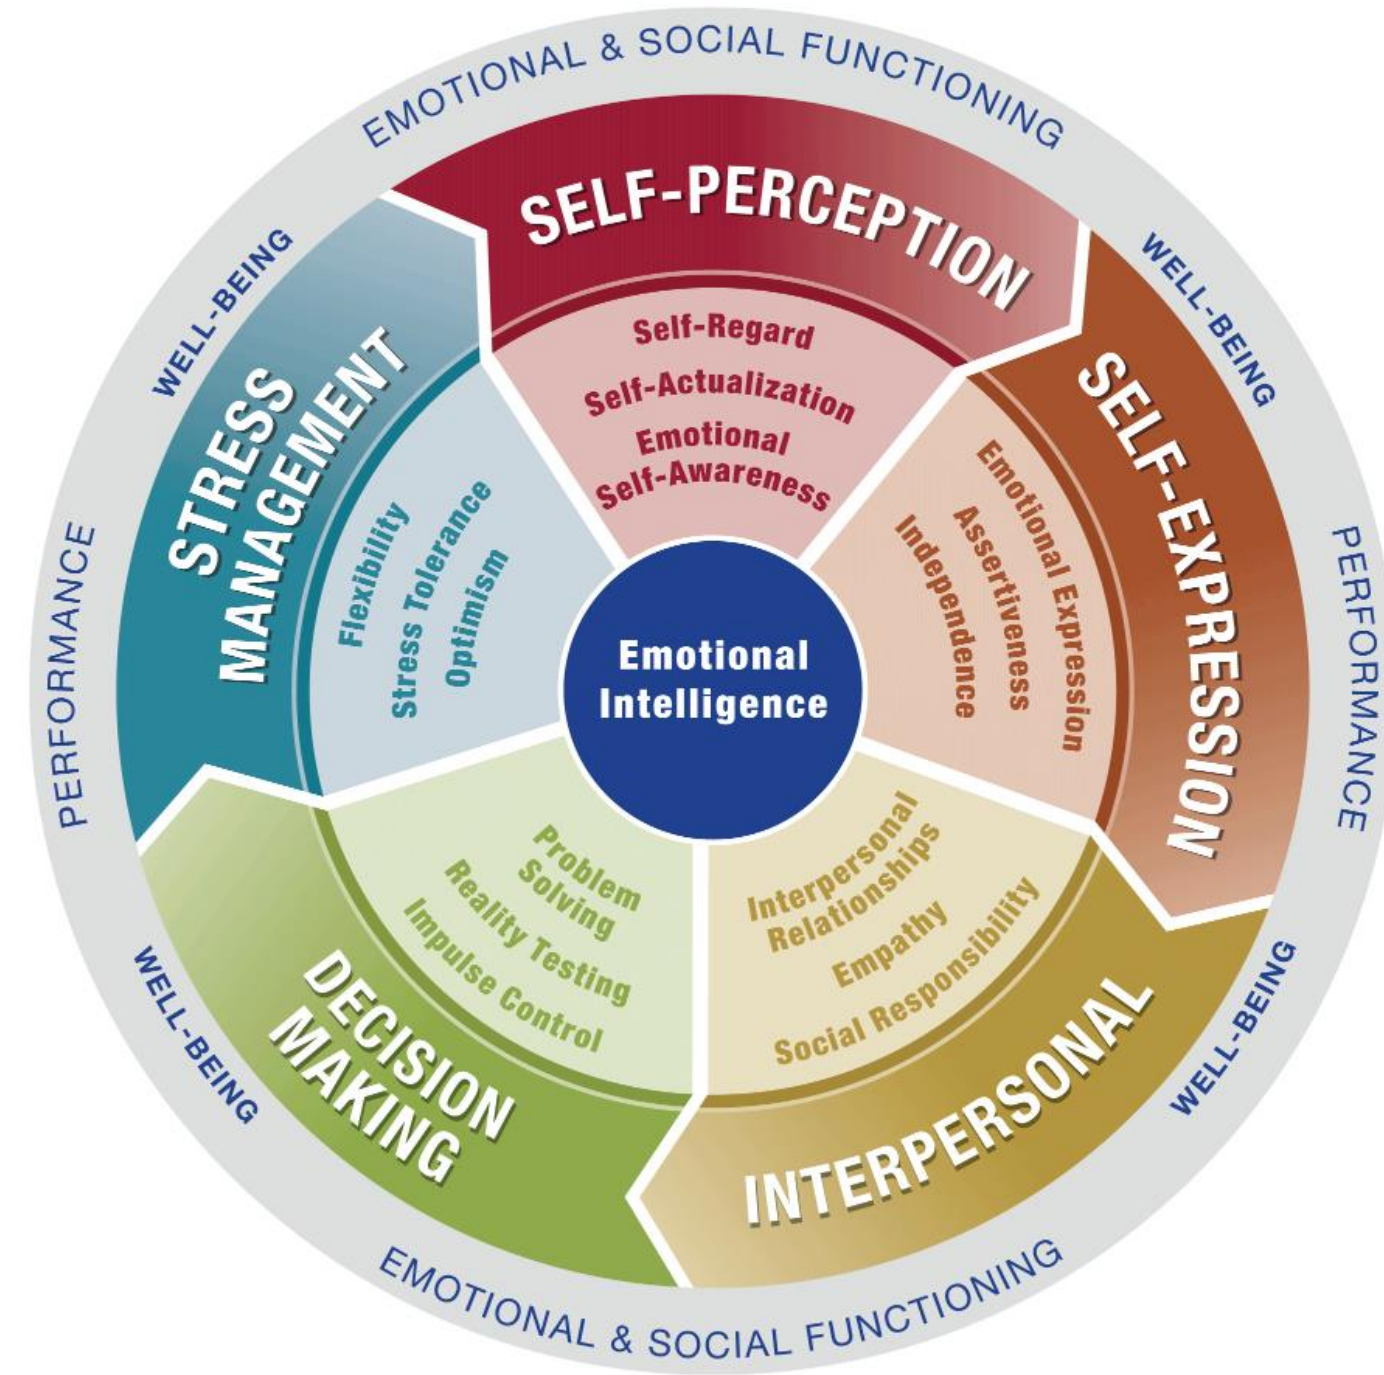 EMOTIONAL & SOCIAL FUNCTIONING
WELL-BEING
PERFORMANCE
WELL-BEING
EMOTIONAL & SOCIAL FUNCTIONING
WELL-BEING
PERFORMANCE
WELL-BEING
SELF-PERCEPTION
Self-Regard
Self-Actualization
Emotional
Self-Awareness
SELF-EXPRESSION
Emotional Expression
Assertiveness
Independence
INTERPERSONAL
Interpersonal
Relationships
Empathy
Social Responsibility
DECISION
MAKING
Problem
Solving
Reality Testing
Impulse Control
STRESS
MANAGEMENT
Flexibility
Stress Tolerance
Optimism
Emotional
Intelligence